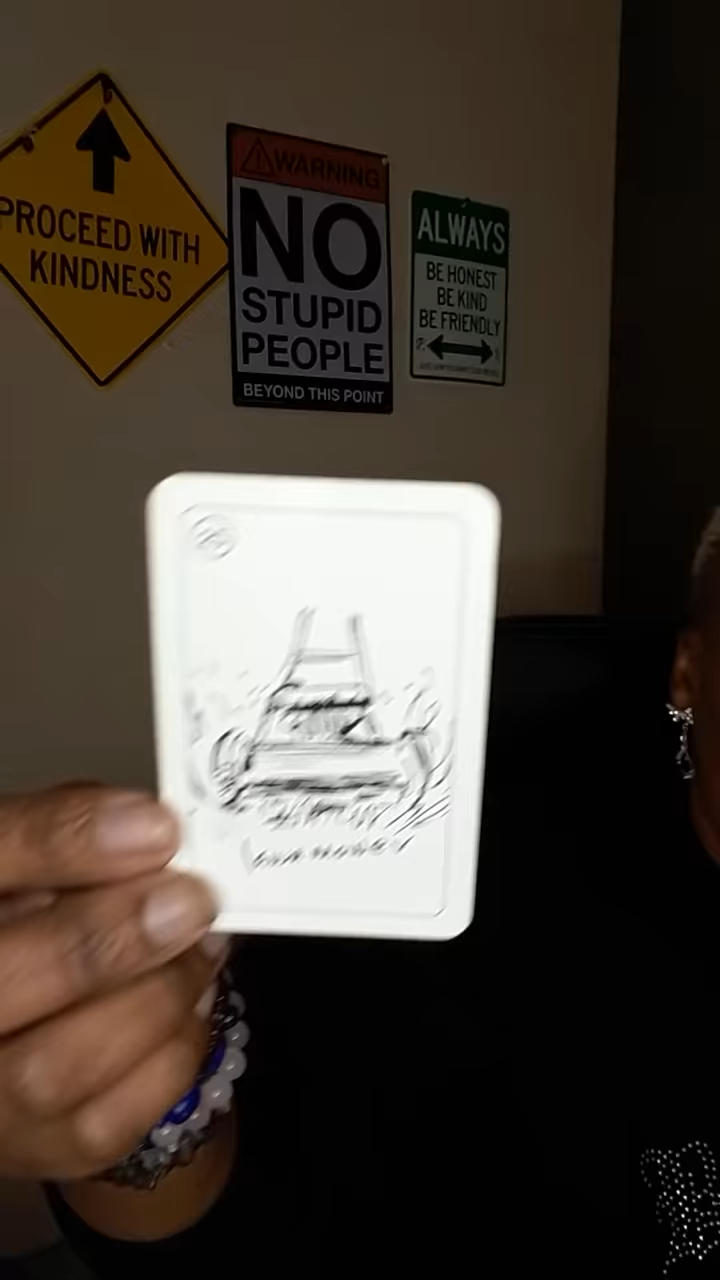 PROCEED WITH
KINDNESS
WARNING
NO
STUPID
PEOPLE
BEYOND THIS POINT
ALWAYS
BE HONEST
BE KIND
BE FRIENDLY